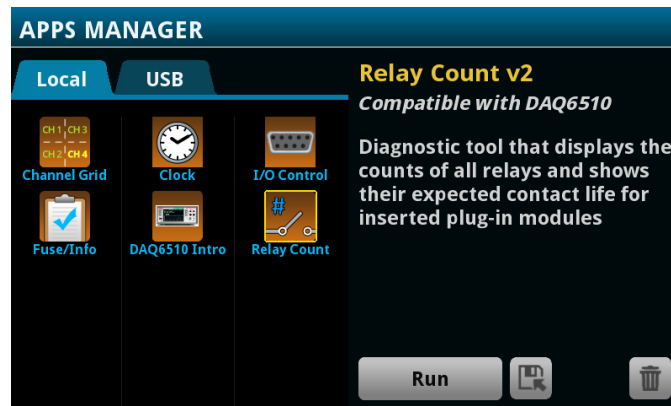 APPS MANAGER
Local
USB
CH 1 CH 3
CH 2 CH 4
Channel Grid
Clock
I/O Control
#
Fuse/Info
DAQ6510 Intro
Relay Count
Relay Count v2
Compatible with DAQ6510
Diagnostic tool that displays the
counts of all relays and shows
their expected contact life for
inserted plug-in modules
Run